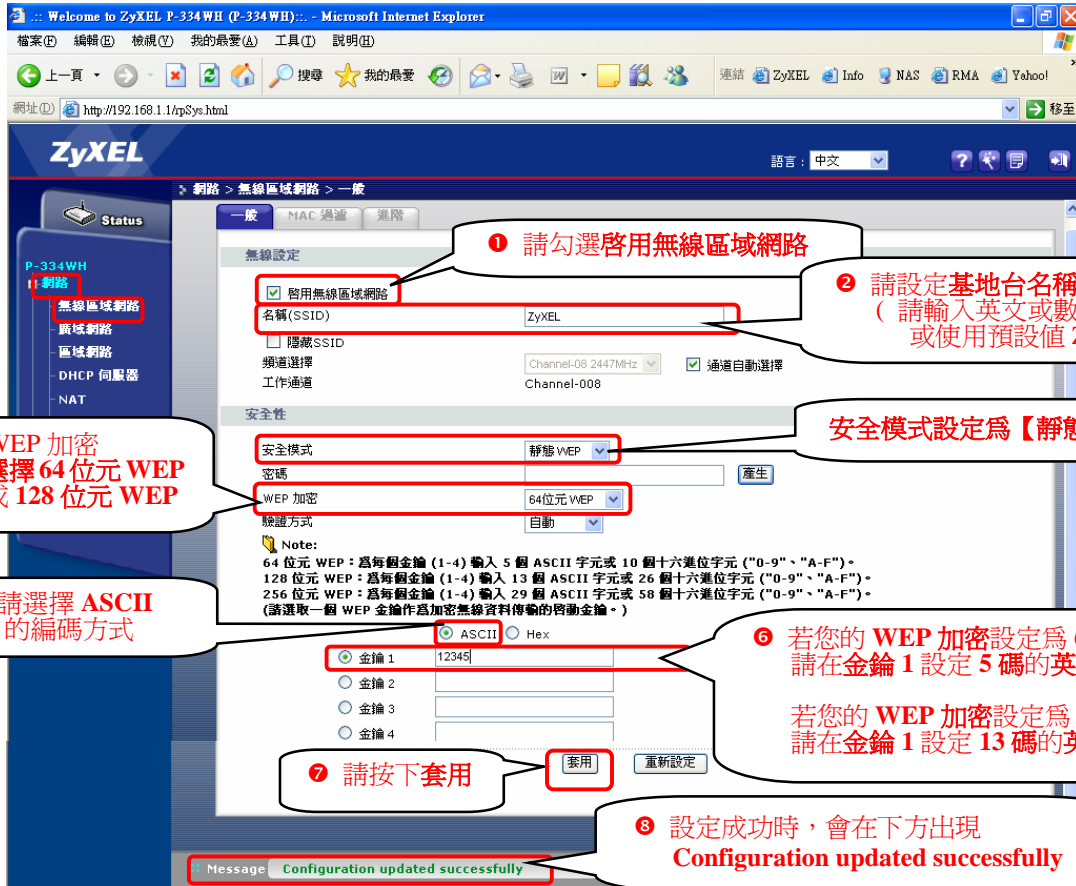 .:: Welcome to ZyXEL P-334WH (P-334WH)::. - Microsoft Internet Explorer
檔案(F) 編輯(E) 檢視(V) 我的最愛(A) 工具(T) 說明(H)
上一頁 搜尋 我的最愛 連結 ZyXEL Info NAS RMA Yahoo!
網址(D) http://192.168.1.1/rpSys.html 移至
ZyXEL
語言: 中文
網路 > 無線區域網路 > 一般
Status
一般 MAC 過濾 進階
P-334WH
網路
無線區域網路
廣域網路
區域網路
DHCP 伺服器
NAT
無線設定
❶ 請勾選啟用無線區域網路
啟用無線區域網路
名稱(SSID) ZyXEL
❷ 請設定基地台名稱
( 請輸入英文或數
或使用預設值
隱藏SSID
頻道選擇 Channel-08 2447MHz 通道自動選擇
工作通道 Channel-008
安全性
安全模式設定為【靜態
安全模式 靜態 WEP
密碼 產生
WEP 加密 64位元 WEP
驗證方式 自動
WEP 加密
選擇 64 位元 WEP
或 128 位元 WEP
Note:
64 位元 WEP：為每個金鑰 (1-4) 輸入 5 個 ASCII 字元或 10 個十六進位字元 ("0-9"、"A-F")。
128 位元 WEP：為每個金鑰 (1-4) 輸入 13 個 ASCII 字元或 26 個十六進位字元 ("0-9"、"A-F")。
256 位元 WEP：為每個金鑰 (1-4) 輸入 29 個 ASCII 字元或 58 個十六進位字元 ("0-9"、"A-F")。
(請選取一個 WEP 金鑰作為加密無線資料傳輸的啟動金鑰。)
請選擇 ASCII
的編碼方式
ASCII Hex
金鑰 1 12345
金鑰 2
金鑰 3
金鑰 4
❻ 若您的 WEP 加密設定為
請在金鑰 1 設定 5 碼的英
若您的 WEP 加密設定為
請在金鑰 1 設定 13 碼的英
❼ 請按下套用
套用 重新設定
❽ 設定成功時，會在下方出現
Configuration updated successfully
Message Configuration updated successfully